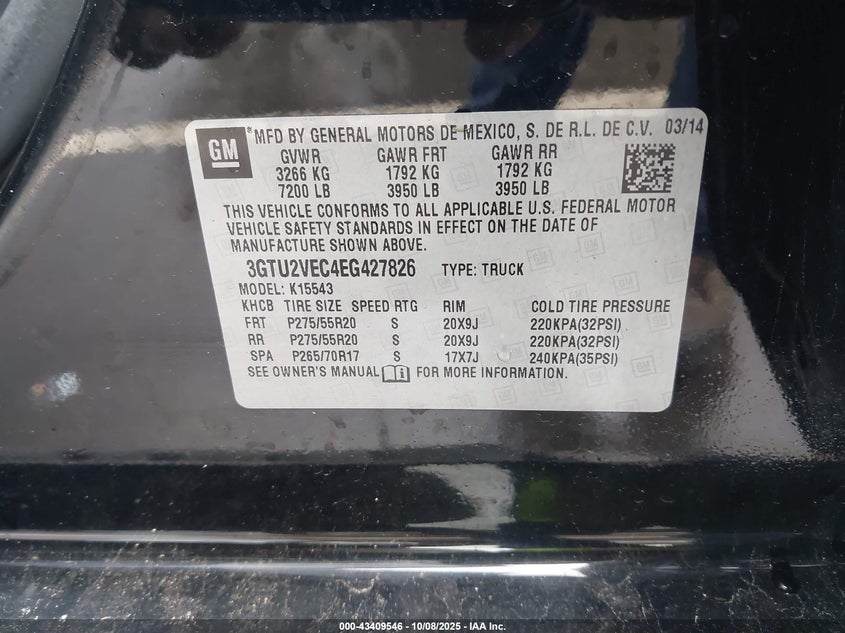 GM ® MFD BY GENERAL MOTORS DE MEXICO, S. DE R.L. DE C.V. 03/14
GVWR GAWR FRT GAWR RR
3266 KG 1792 KG 1792 KG
7200 LB 3950 LB 3950 LB
THIS VEHICLE CONFORMS TO ALL APPLICABLE U.S. FEDERAL MOTOR
VEHICLE SAFETY STANDARDS IN EFFECT ON THE DATE OF
MANUFACTURE SHOWN ABOVE.
3GTU2VEC4EG427826 TYPE: TRUCK
MODEL: K15543
KHCB TIRE SIZE SPEED RTG RIM COLD TIRE PRESSURE
FRT P275/55R20 S 20X9J 220KPA(32PSI)
RR P275/55R20 S 20X9J 220KPA(32PSI)
SPA P265/70R17 S 17X7J 240KPA(35PSI)
SEE OWNER'S MANUAL i FOR MORE INFORMATION.
000-43409546 - 10/08/2025 - IAA Inc.